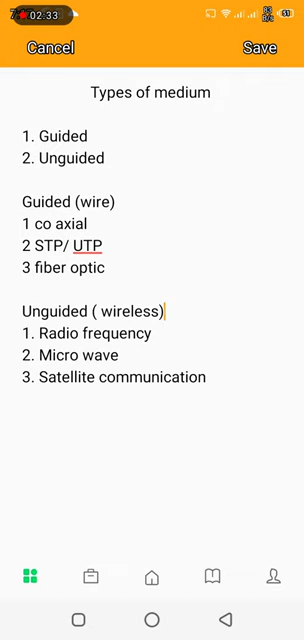 02:33
51
Cancel
Save
Types of medium
1. Guided
2. Unguided
Guided (wire)
1 co axial
2 STP/ UTP
3 fiber optic
Unguided ( wireless)
1. Radio frequency
2. Micro wave
3. Satellite communication